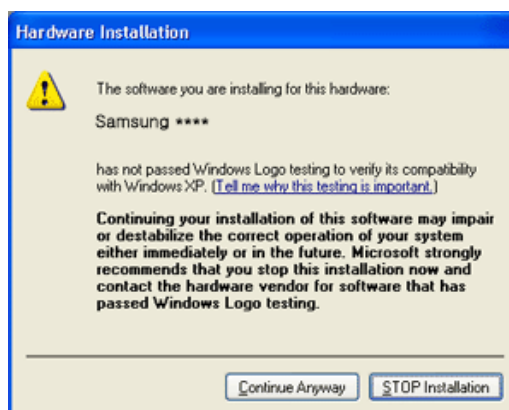 Hardware Installation
The software you are installing for this hardware:
Samsung ****
has not passed Windows Logo testing to verify its compatibility
with Windows XP. (Tell me why this testing is important.)
Continuing your installation of this software may impair
or destabilize the correct operation of your system
either immediately or in the future. Microsoft strongly
recommends that you stop this installation now and
contact the hardware vendor for software that has
passed Windows Logo testing.
Continue Anyway STOP Installation